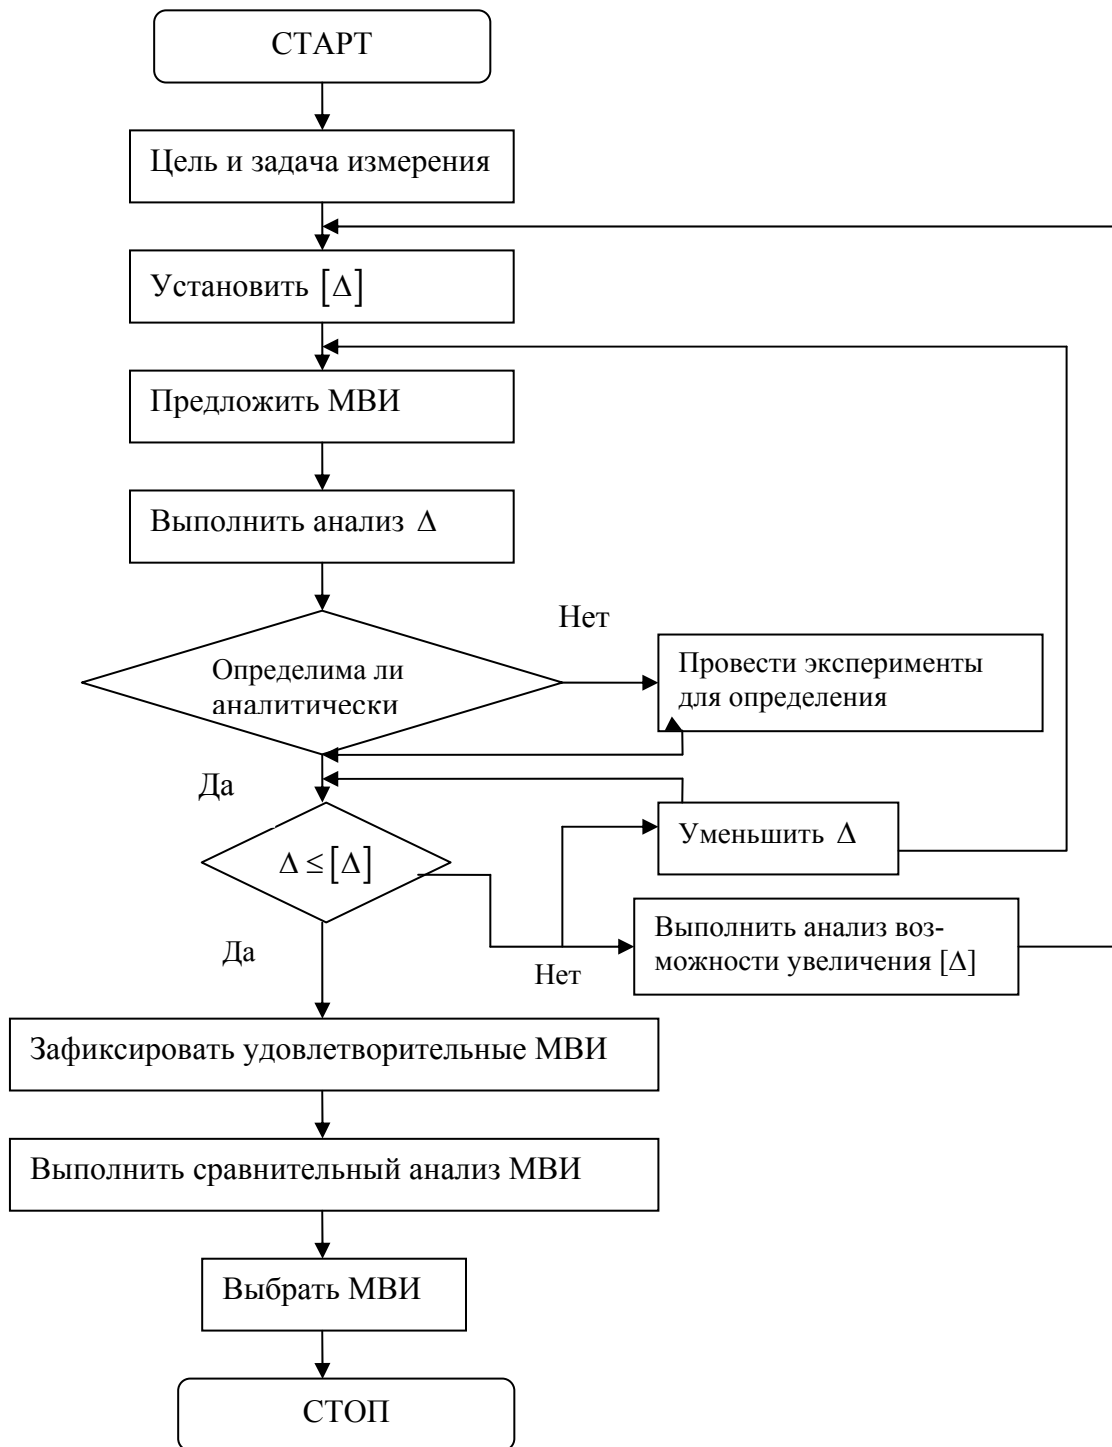 СТАРТ
Цель и задача измерения
Установить [Δ]
Предложить МВИ
Выполнить анализ Δ
Нет
Определима ли
аналитически
Провести эксперименты
для определения
Да
Уменьшить Δ
Δ ≤ [Δ]
Выполнить анализ воз-
можности увеличения [Δ]
Да
Нет
Зафиксировать удовлетворительные МВИ
Выполнить сравнительный анализ МВИ
Выбрать МВИ
СТОП